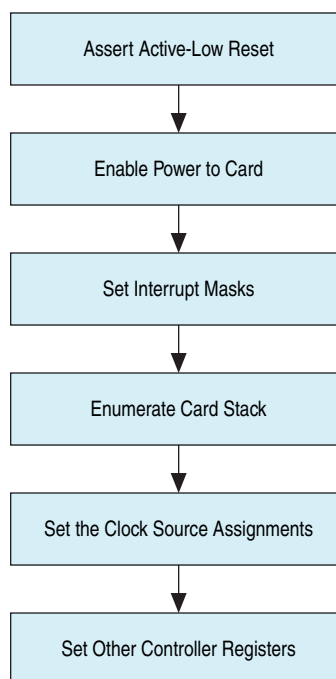 Assert Active-Low Reset
Enable Power to Card
Set Interrupt Masks
Enumerate Card Stack
Set the Clock Source Assignments
Set Other Controller Registers